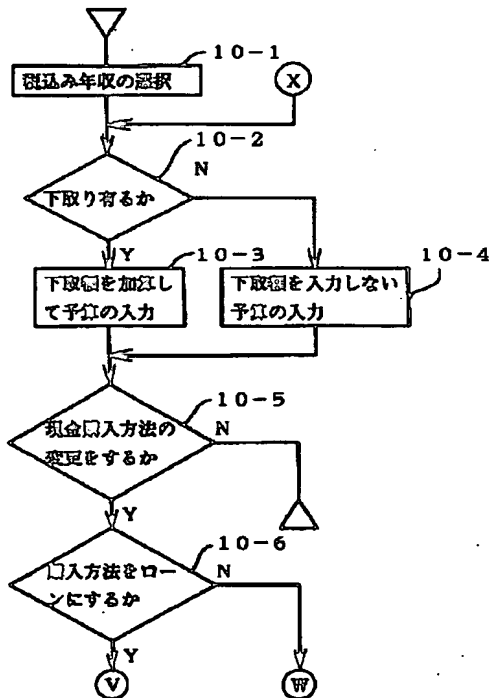 10-1
税込み年収の選択
X
10-2
N
下取り有るか
Y
10-3
10-4
下取額を加算し
て予算の入力
下取額を入力しない
予算の入力
10-5
現金購入方法の
変更をするか
N
Y
10-6
購入方法をロー
ンにするか
N
Y
V
W